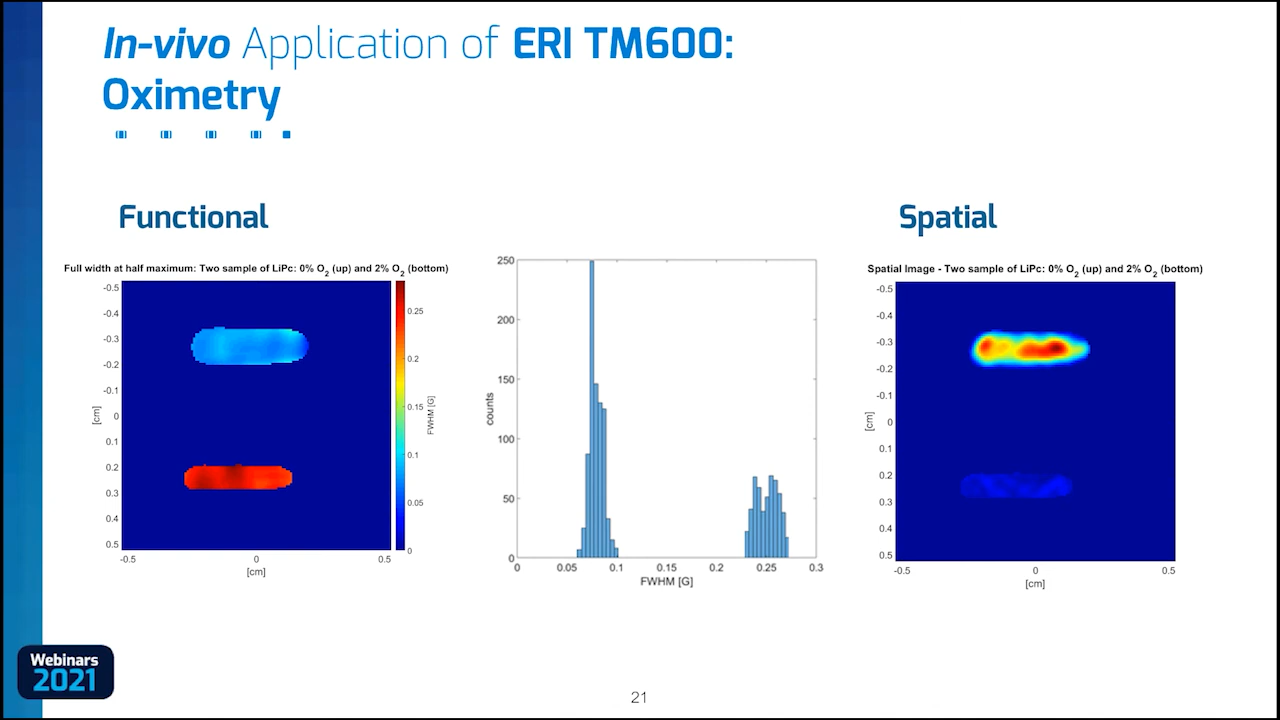 In-vivo Application of ERI TM600:
Oximetry
Functional
Spatial
Full width at half maximum: Two sample of LiPc: 0% O2 (up) and 2% O2 (bottom)
-0.5
-0.4
-0.3
-0.2
-0.1
0
0.1
0.2
0.3
0.4
0.5
[cm]
-0.5 0 0.5
[cm]
0.25
0.2
0.15
0.1
0.05
0
FWHM [G]
250
200
150
100
50
0
counts
0 0.05 0.1 0.15 0.2 0.25 0.3
FWHM [G]
Spatial Image - Two sample of LiPc: 0% O2 (up) and 2% O2 (bottom)
-0.5
-0.4
-0.3
-0.2
-0.1
0
0.1
0.2
0.3
0.4
0.5
[cm]
-0.5 0 0.5
[cm]
Webinars
2021
21